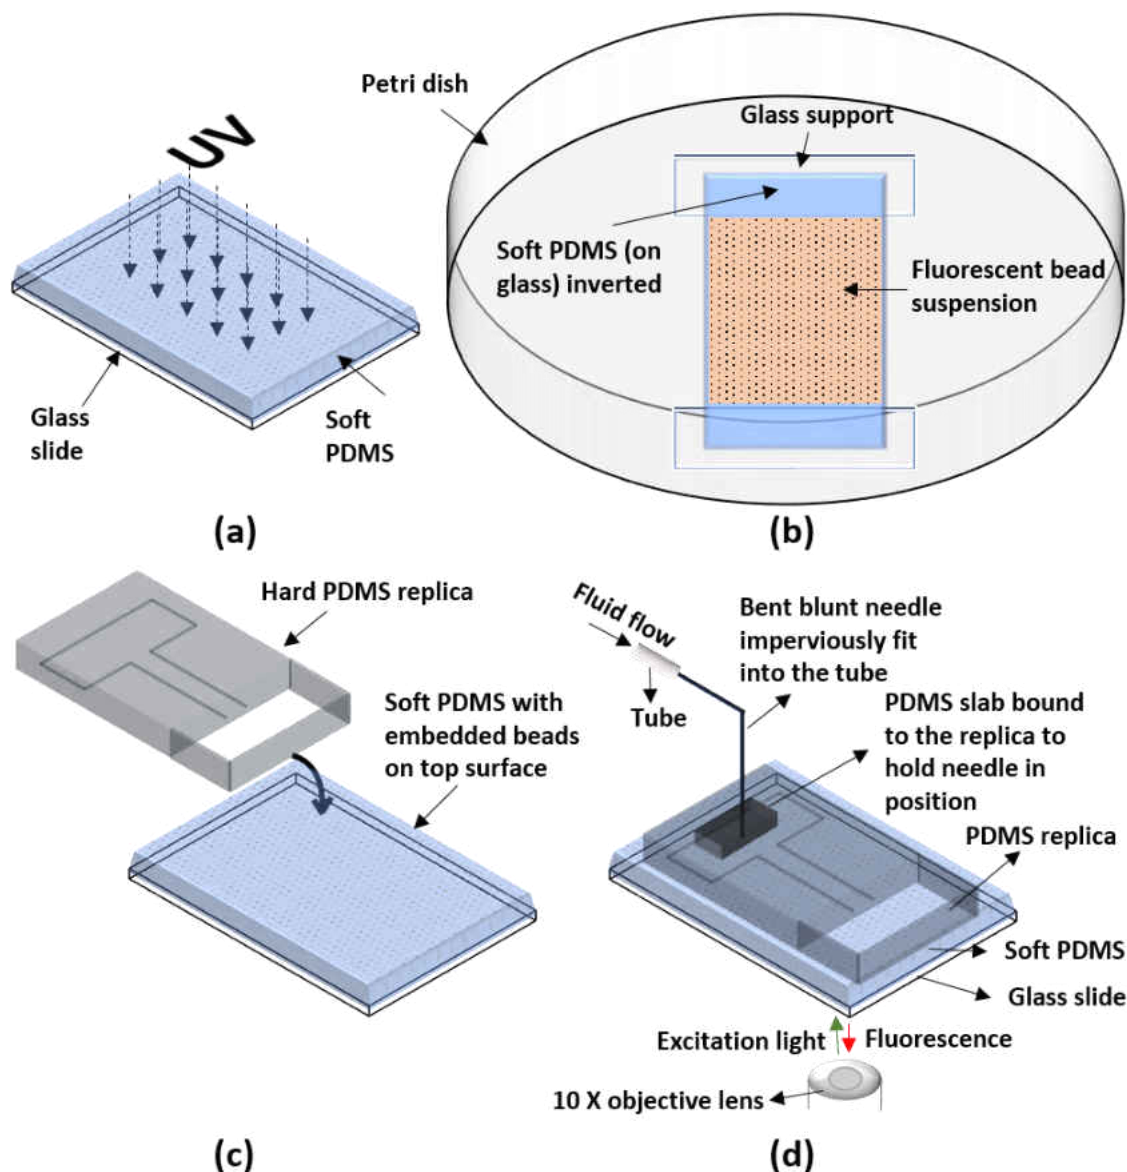 UV
Glass
slide
Soft
PDMS
(a)
Petri dish
Glass support
Soft PDMS (on
glass) inverted
Fluorescent bead
suspension
(b)
Hard PDMS replica
Soft PDMS with
embedded beads
on top surface
(c)
Fluid flow
Tube
Bent blunt needle
imperviously fit
into the tube
PDMS slab bound
to the replica to
hold needle in
position
PDMS replica
Soft PDMS
Glass slide
Excitation light
Fluorescence
10 X objective lens
(d)